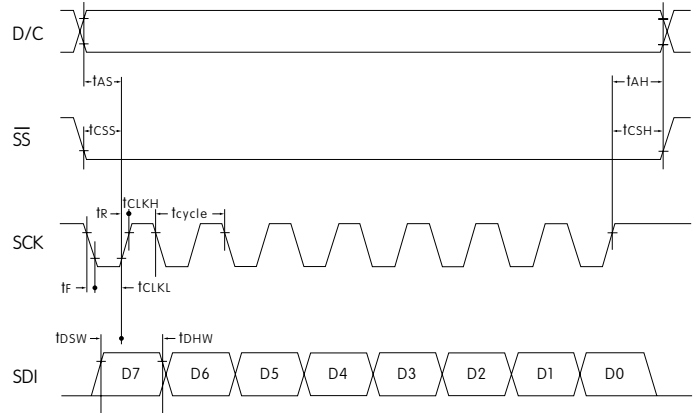 D/C
tAS
tAH
tCSS
tCSH
SS
tR
tCLKH
tcycle
SCK
tF
tCLKL
tDSW
tDHW
SDI
D7 D6 D5 D4 D3 D2 D1 D0